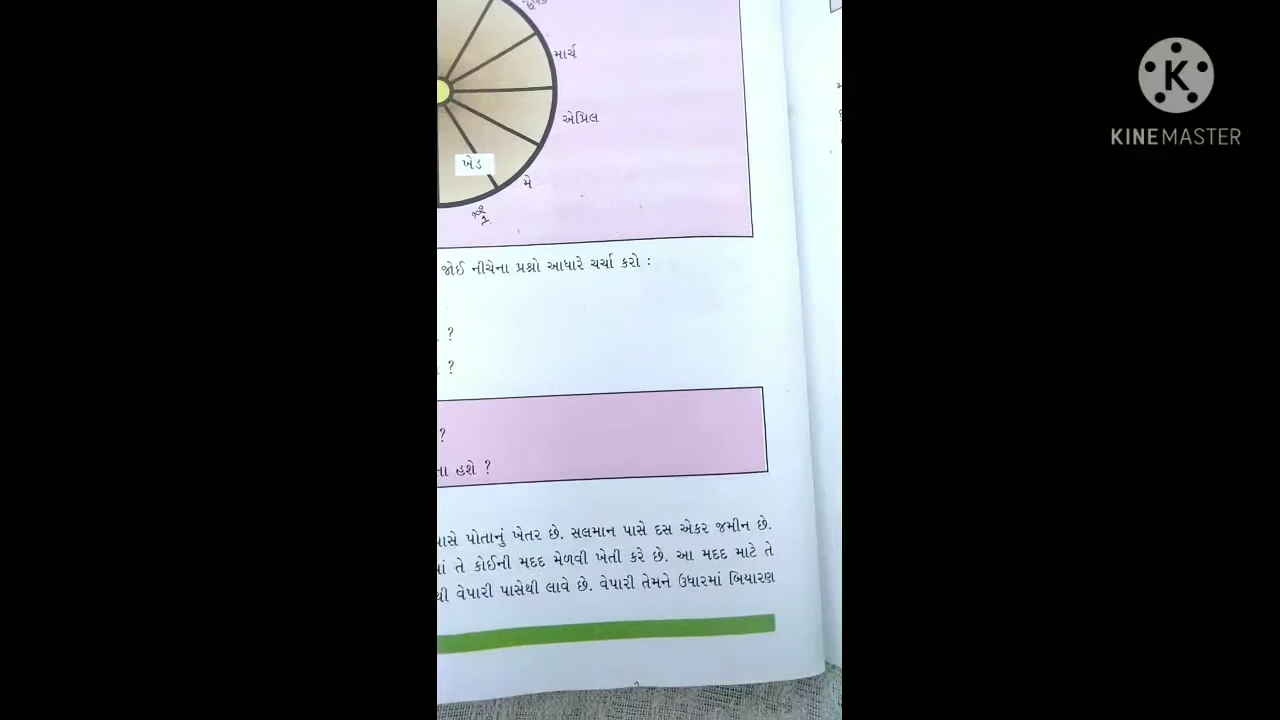 માર્ચ
એપ્રિલ
ખેડ
મે
જોઈ નીચેના પ્રશ્નો આધારે ચર્ચા કરો :
?
?
?
હશે ?
પોતાનું ખેતર છે. સલમાન પાસે દસ એકર જમીન છે.
તે કોઈની મદદ મેળવી ખેતી કરે છે. આ મદદ માટે તે
વેપારી પાસેથી લાવે છે. વેપારી તેમને ઉધારમાં બિયારણ
K
KINEMASTER